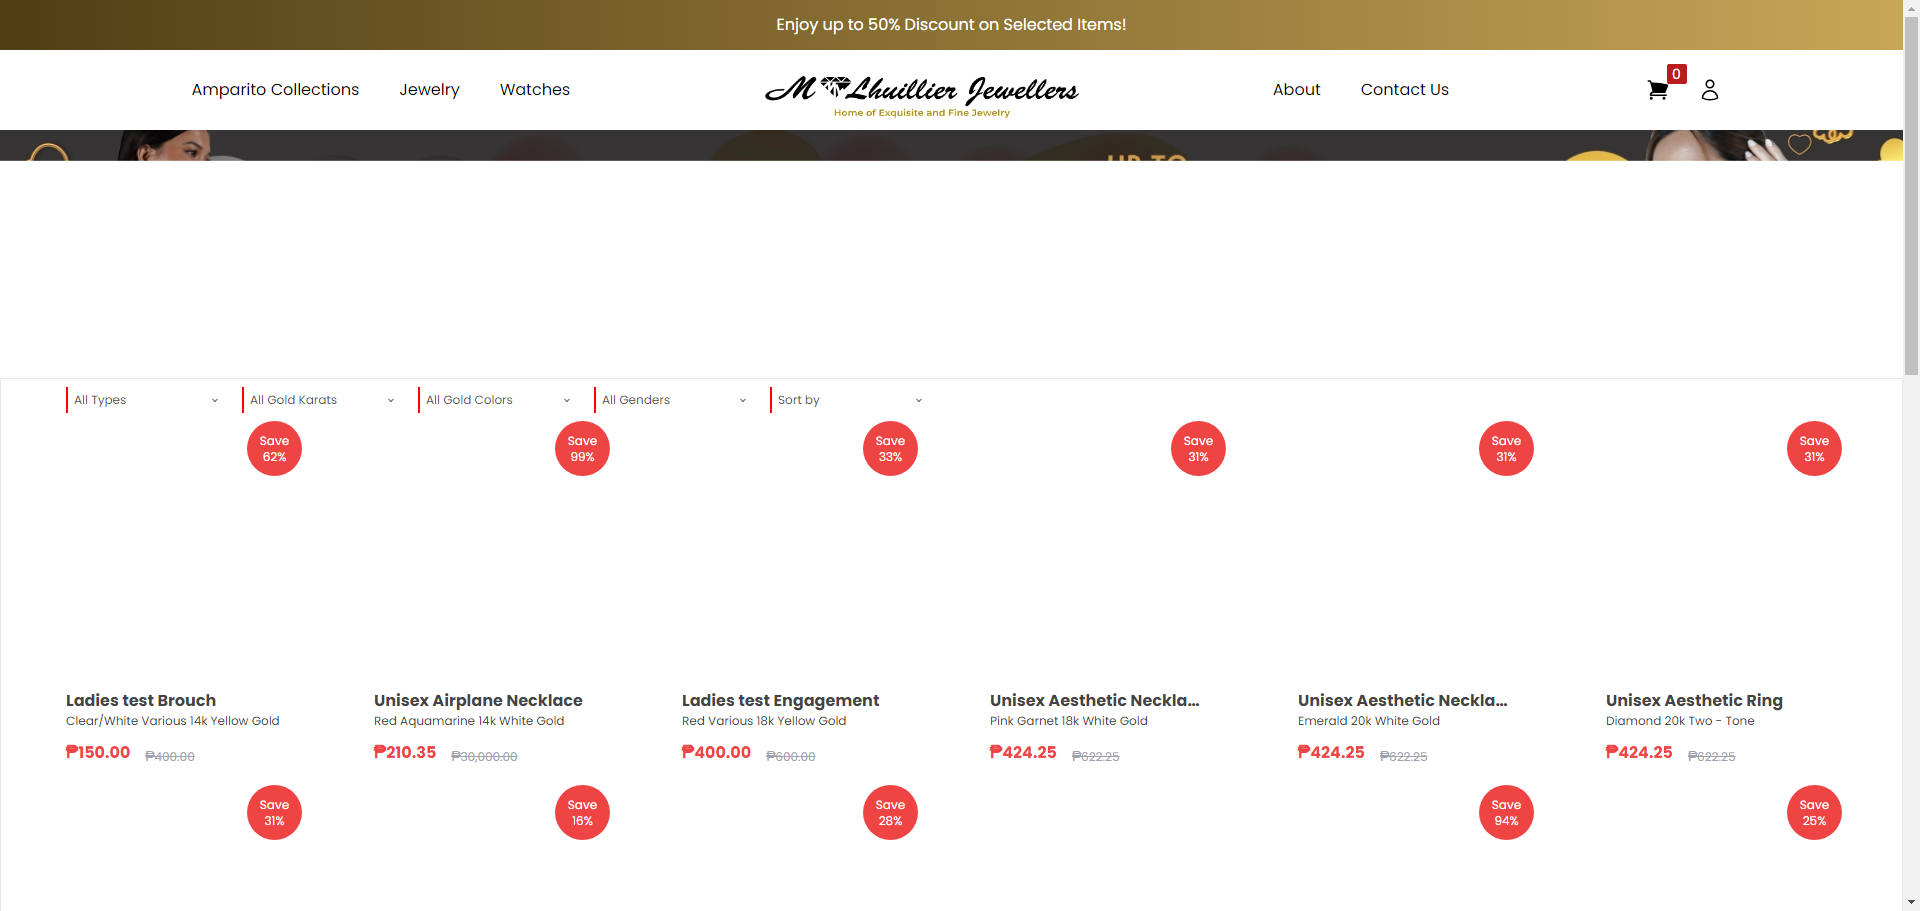 Enjoy up to 50% Discount on Selected Items!
Amparito Collections
Jewelry
Watches
M Lhuillier Jewellers
Home of Exquisite and Fine Jewelry
About
Contact Us
0
UP TO
All Types
All Gold Karats
All Gold Colors
All Genders
Sort by
Save
62%
Save
99%
Save
33%
Save
31%
Save
31%
Save
31%
Ladies test Brouch
Clear/White Various 14k Yellow Gold
₱150.00 ₱400.00
Unisex Airplane Necklace
Red Aquamarine 14k White Gold
₱210.35 ₱30,000.00
Ladies test Engagement
Red Various 18k Yellow Gold
₱400.00 ₱600.00
Unisex Aesthetic Neckla...
Pink Garnet 18k White Gold
₱424.25 ₱622.25
Unisex Aesthetic Neckla...
Emerald 20k White Gold
₱424.25 ₱622.25
Unisex Aesthetic Ring
Diamond 20k Two - Tone
₱424.25 ₱622.25
Save
31%
Save
16%
Save
28%
Save
94%
Save
25%